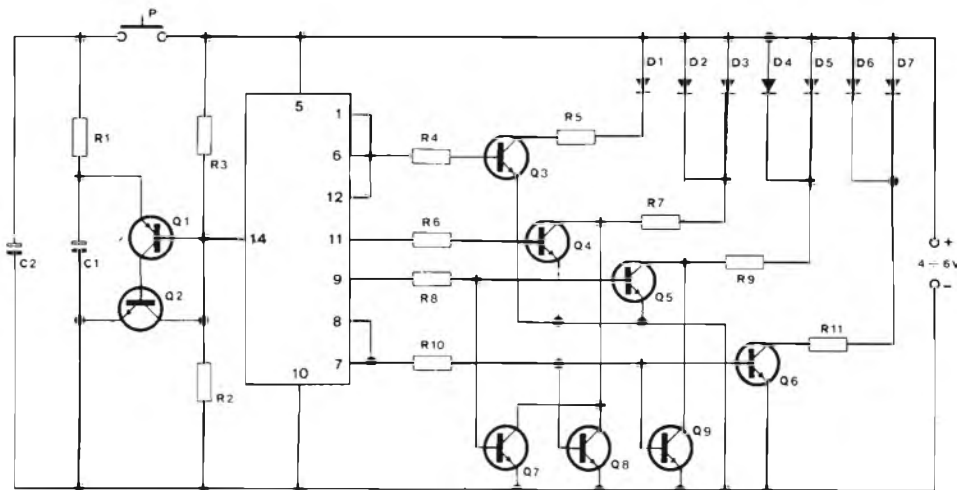 P
D1 D2 D3 D4 D5 D6 D7
5
1
R1
R3
R4
R5
6
Q3
12
R7
Q1
14
11
R6
Q4
+
4 ÷ 6V
−
C2
C1
9
R8
Q5
R9
Q2
8
R11
7
R10
Q6
10
R2
Q7
Q8
Q9